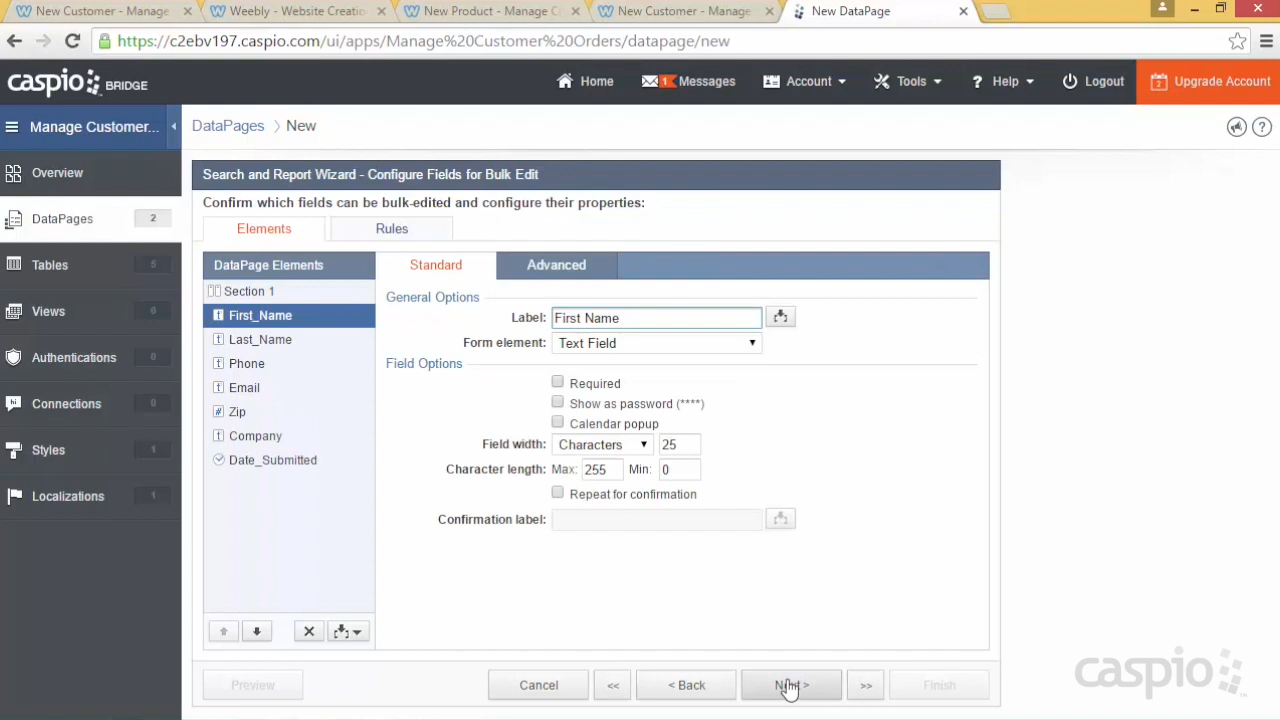 New Customer - Manage
Weebly - Website Creatio
New Product - Manage C
New Customer - Manage
New DataPage
https://c2ebv197.caspio.com/ui/apps/Manage%20Customer%20Orders/datapage/new
caspio BRIDGE
Home
1
Messages
Account
Tools
? Help
Logout
Upgrade Account
Manage Customer...
DataPages
New
?
Overview
DataPages 2
Tables 5
Views 6
Authentications 0
Connections 0
Styles 1
Localizations 1
Search and Report Wizard - Configure Fields for Bulk Edit
Confirm which fields can be bulk-edited and configure their properties:
Elements
Rules
DataPage Elements
Standard
Advanced
Section 1
First_Name
Last_Name
Phone
Email
Zip
Company
Date_Submitted
General Options
Label: First Name
Form element: Text Field
Field Options
Required
Show as password (****)
Calendar popup
Field width: Characters 25
Character length: Max: 255 Min: 0
Repeat for confirmation
Confirmation label:
Preview
Cancel
<<
< Back
Next >
>>
Finish
caspio